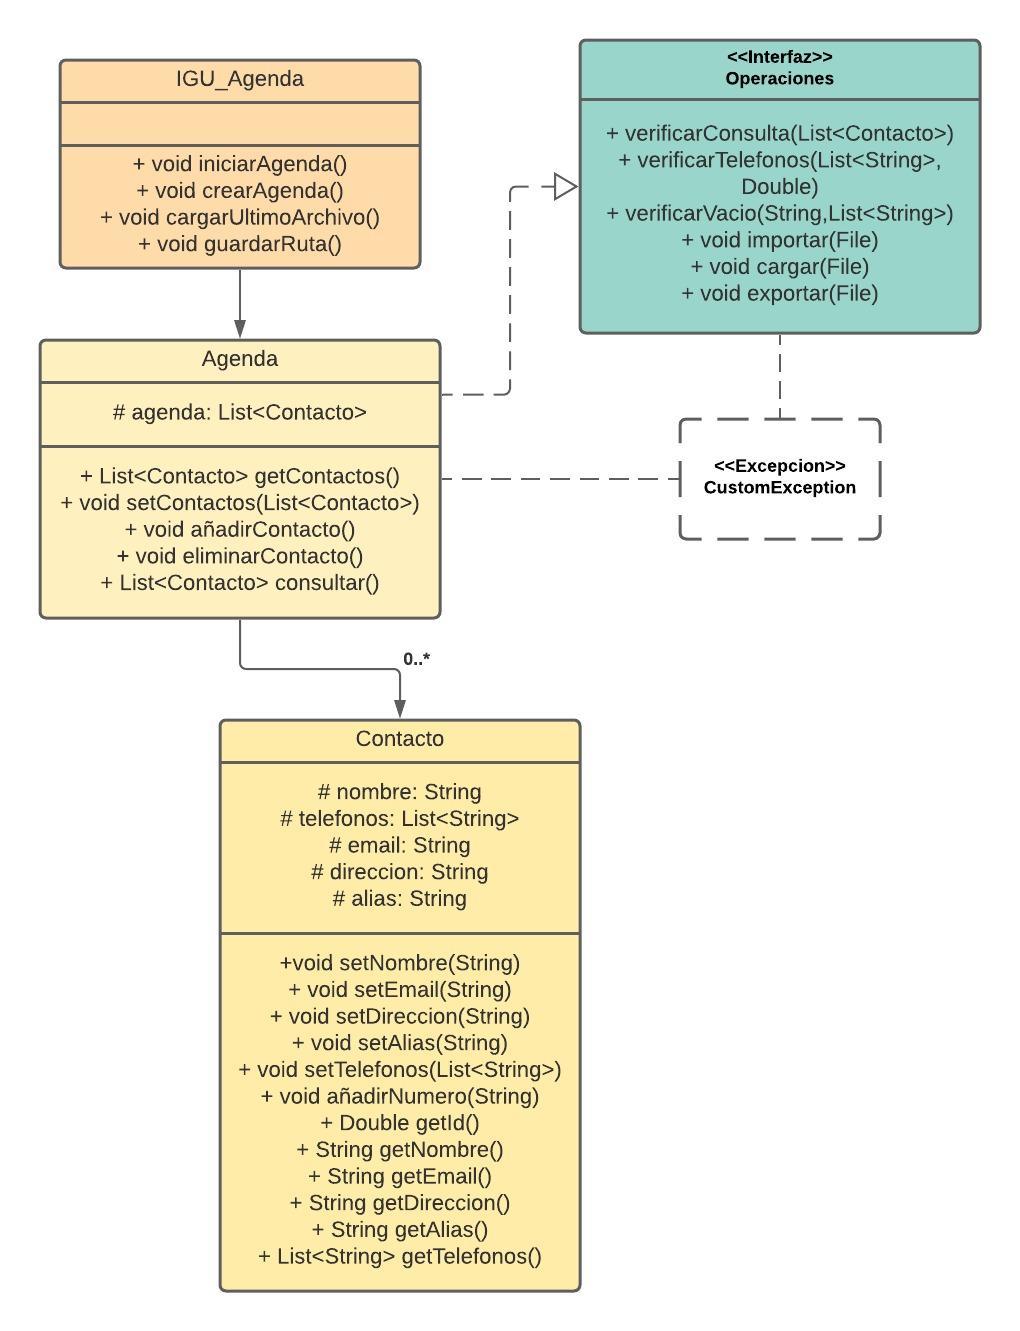 IGU_Agenda
+ void iniciarAgenda()
+ void crearAgenda()
+ void cargarUltimoArchivo()
+ void guardarRuta()
<<Interfaz>>
Operaciones
+ verificarConsulta(List<Contacto>)
+ verificarTelefonos(List<String>,
Double)
+ verificarVacio(String,List<String>)
+ void importar(File)
+ void cargar(File)
+ void exportar(File)
Agenda
# agenda: List<Contacto>
+ List<Contacto> getContactos()
+ void setContactos(List<Contacto>)
+ void añadirContacto()
+ void eliminarContacto()
+ List<Contacto> consultar()
<<Excepcion>>
CustomException
0..*
Contacto
# nombre: String
# telefonos: List<String>
# email: String
# direccion: String
# alias: String
+void setNombre(String)
+ void setEmail(String)
+ void setDireccion(String)
+ void setAlias(String)
+ void setTelefonos(List<String>)
+ void añadirNumero(String)
+ Double getId()
+ String getNombre()
+ String getEmail()
+ String getDireccion()
+ String getAlias()
+ List<String> getTelefonos()